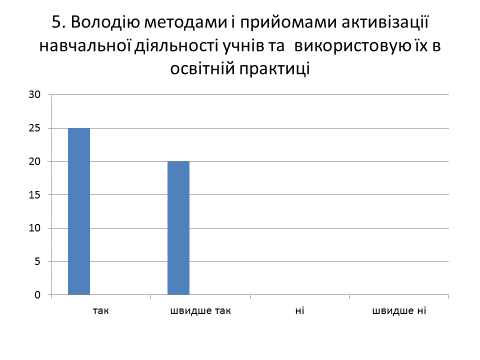 5. Володію методами і прийомами активізації
навчальної діяльності учнів та  використовую їх в
освітній практиці
30
25
20
15
10
5
0
так швидше так ні швидше ні